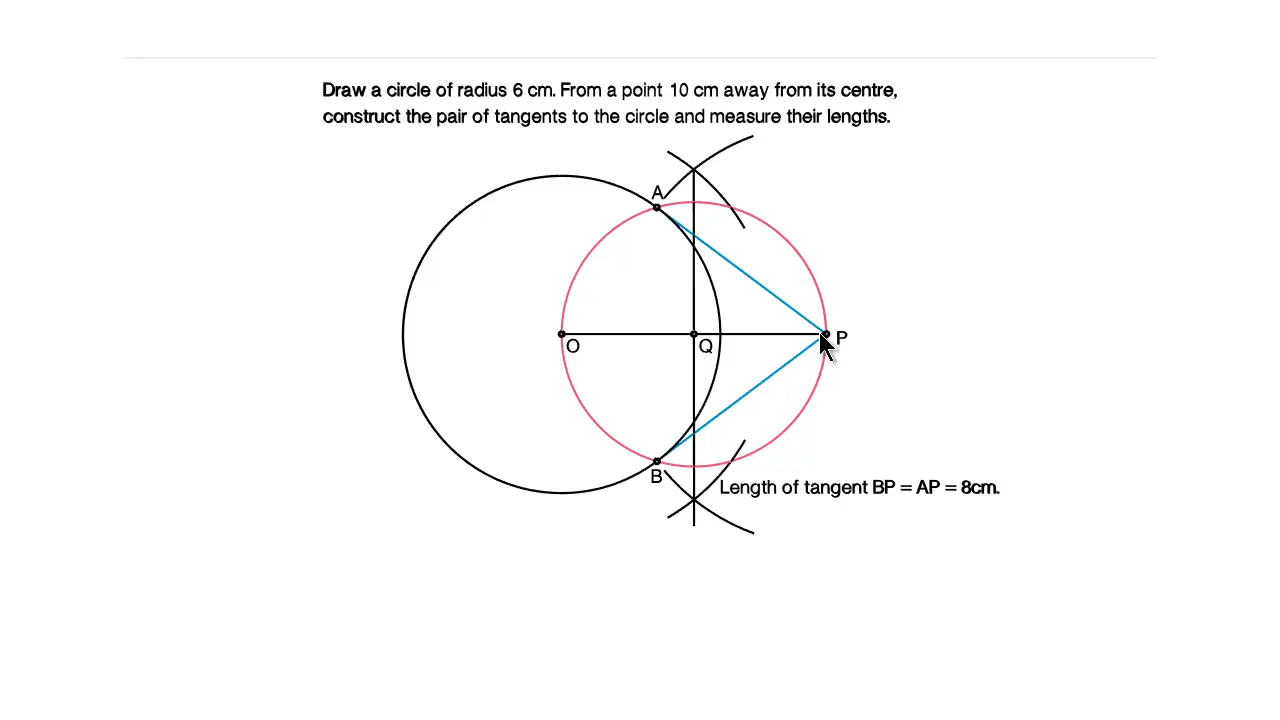 Draw a circle of radius 6 cm. From a point 10 cm away from its centre,
construct the pair of tangents to the circle and measure their lengths.
A
O
Q
P
B
Length of tangent BP = AP = 8cm.